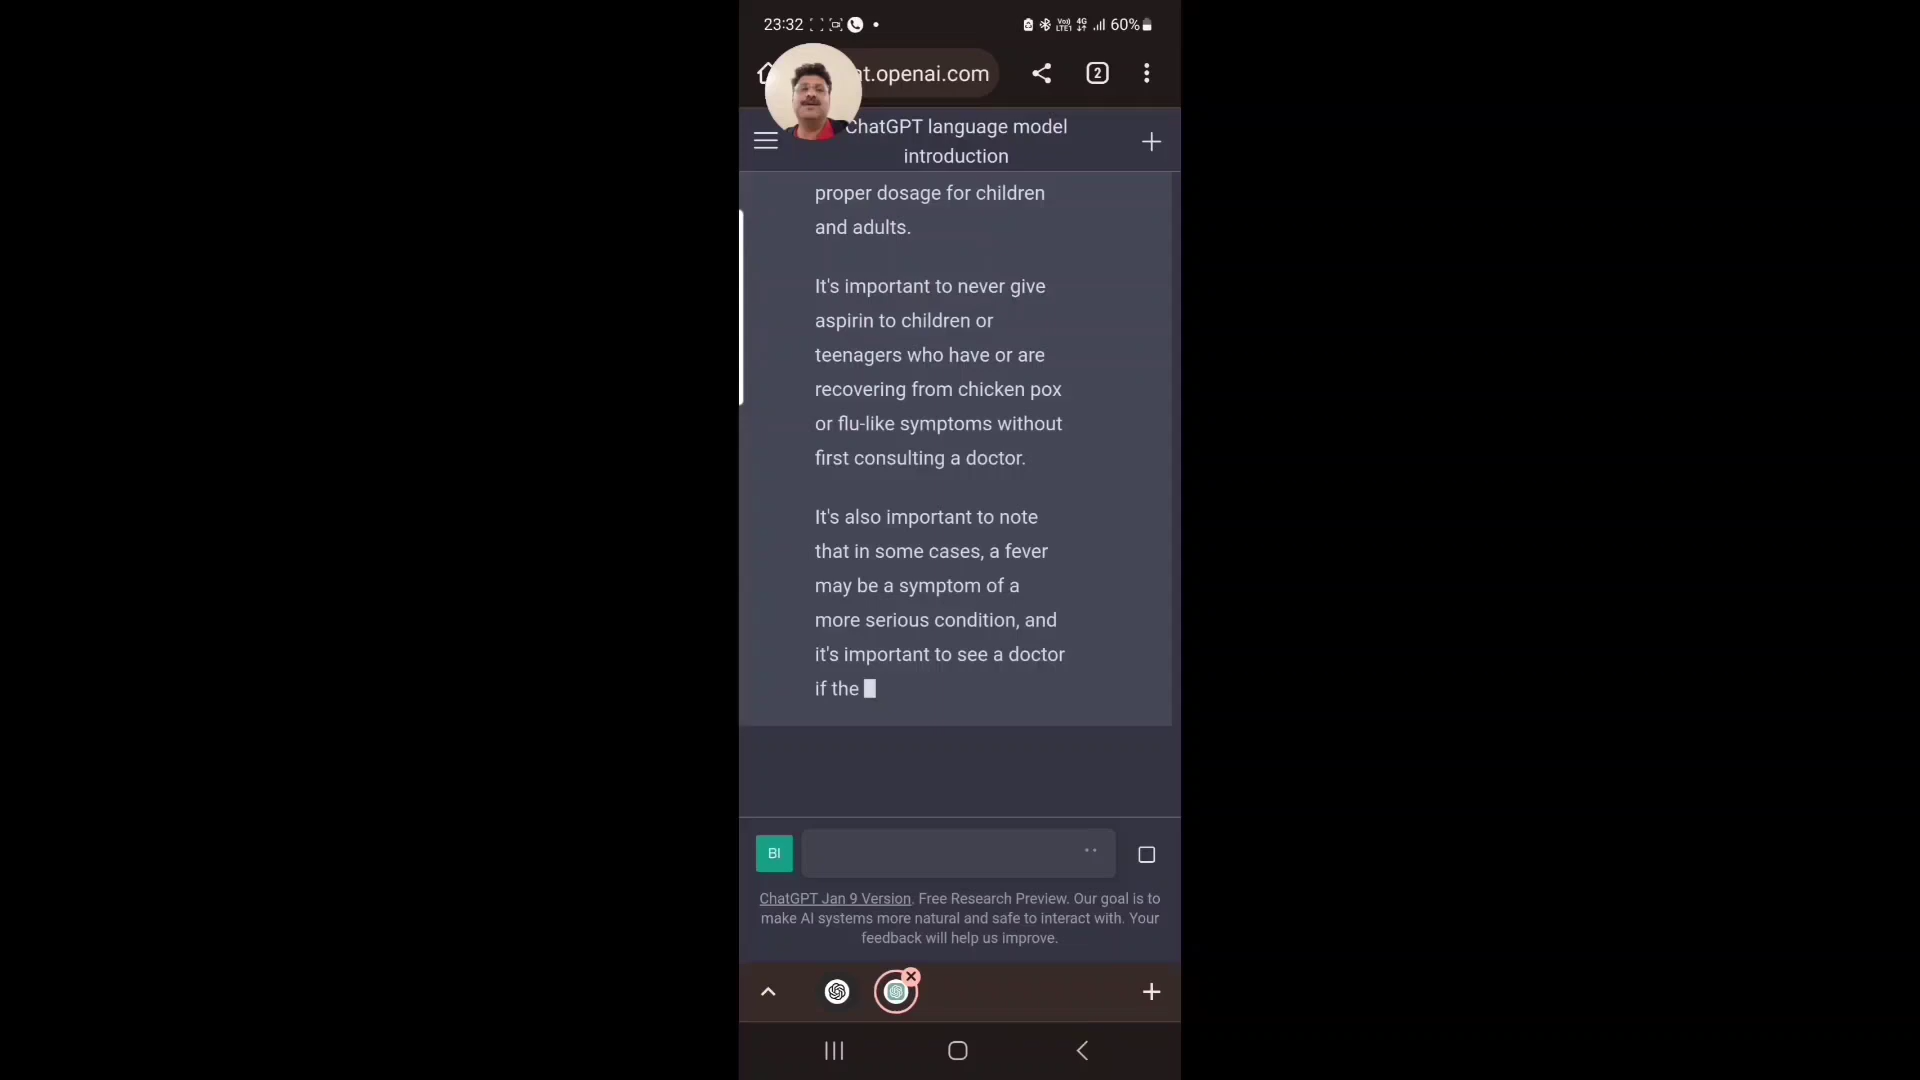 23:32
Vo) 4G
LTE1
60%
at.openai.com
2
ChatGPT language model
introduction
proper dosage for children
and adults.
It's important to never give
aspirin to children or
teenagers who have or are
recovering from chicken pox
or flu-like symptoms without
first consulting a doctor.
It's also important to note
that in some cases, a fever
may be a symptom of a
more serious condition, and
it's important to see a doctor
if the
BI
ChatGPT Jan 9 Version. Free Research Preview. Our goal is to
make AI systems more natural and safe to interact with. Your
feedback will help us improve.